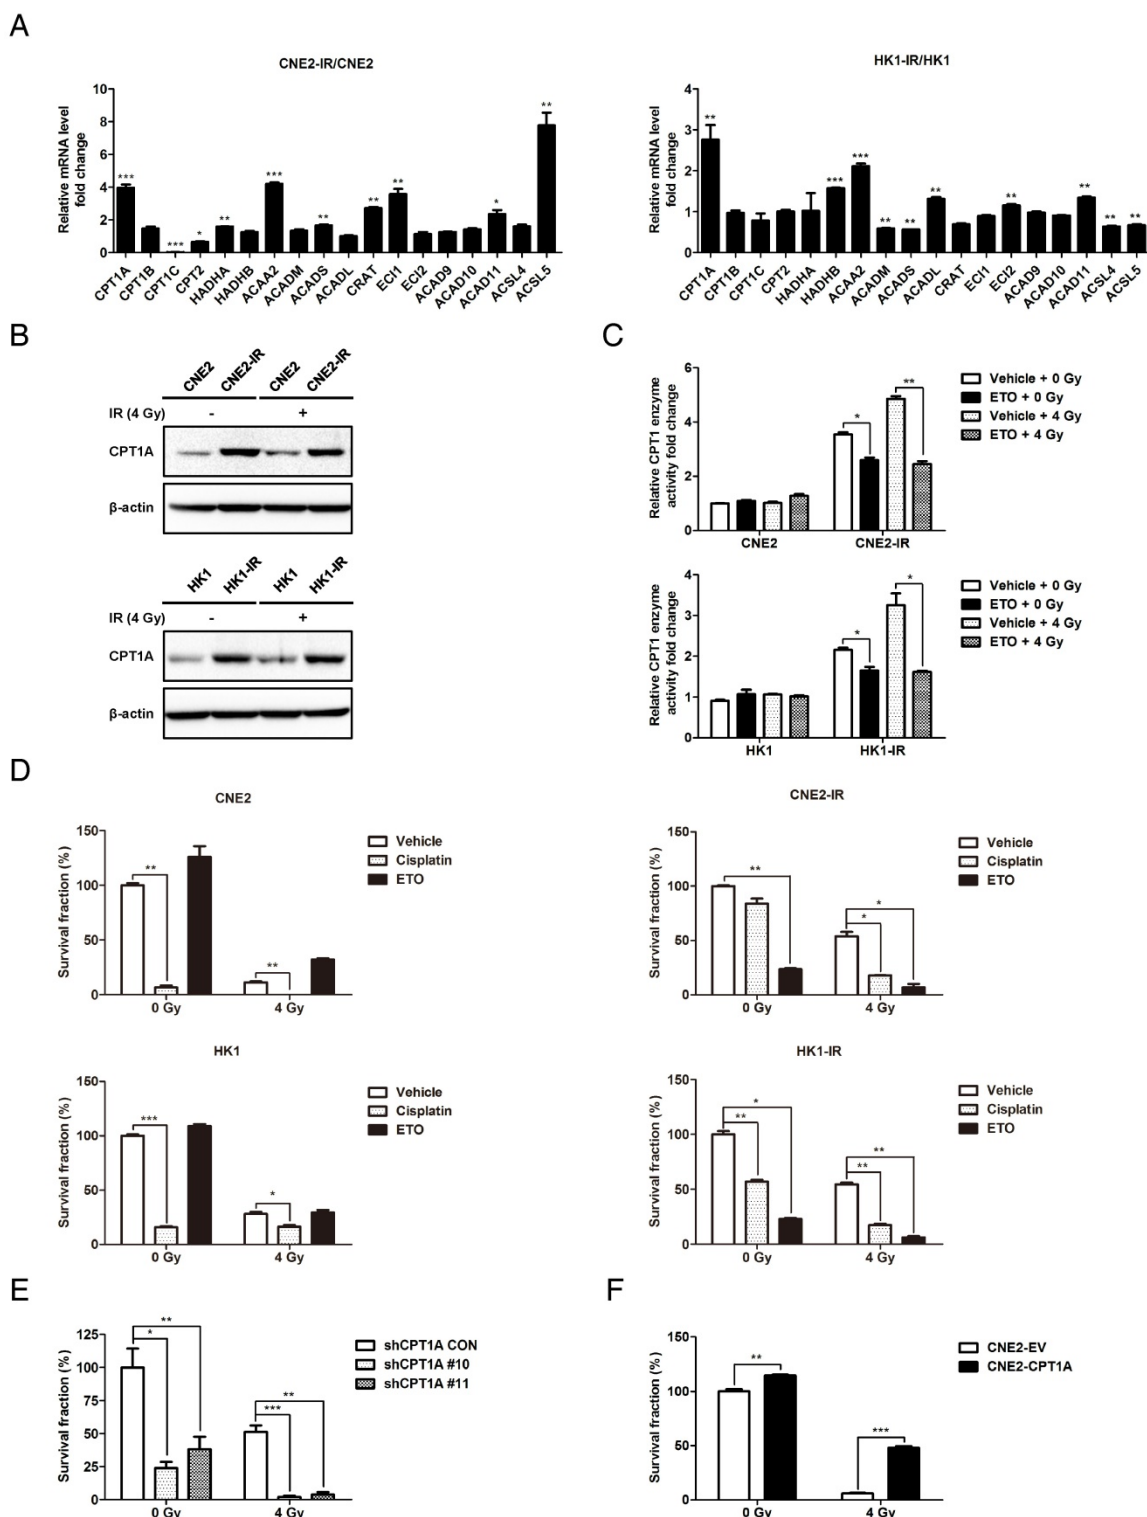 A
CNE2-IR/CNE2
Relative mRNA level
fold change
10
8
6
4
2
0
*** *** * ** *** ** ** ** * **
CPT1A CPT1B CPT1C CPT2 HADHA HADHB ACAA2 ACADM ACADS ACADL CRAT ECI1 ECI2 ACAD9 ACAD10 ACAD11 ACSL4 ACSL5
HK1-IR/HK1
Relative mRNA level
fold change
4
3
2
1
0
** *** *** ** ** ** ** *** ** **
CPT1A CPT1B CPT1C CPT2 HADHA HADHB ACAA2 ACADM ACADS ACADL CRAT ECI1 ECI2 ACAD9 ACAD10 ACAD11 ACSL4 ACSL5
B
CNE2 CNE2-IR CNE2 CNE2-IR
IR (4 Gy) - +
CPT1A
β-actin
HK1 HK1-IR HK1 HK1-IR
IR (4 Gy) - +
CPT1A
β-actin
C
Relative CPT1 enzyme
activity fold change
6
4
2
0
* **
CNE2 CNE2-IR
Vehicle + 0 Gy
ETO + 0 Gy
Vehicle + 4 Gy
ETO + 4 Gy
Relative CPT1 enzyme
activity fold change
4
3
2
1
0
* *
HK1 HK1-IR
Vehicle + 0 Gy
ETO + 0 Gy
Vehicle + 4 Gy
ETO + 4 Gy
D
CNE2
Survival fraction (%)
150
100
50
0
** **
0 Gy 4 Gy
Vehicle
Cisplatin
ETO
CNE2-IR
Survival fraction (%)
150
100
50
0
** * *
0 Gy 4 Gy
Vehicle
Cisplatin
ETO
HK1
Survival fraction (%)
150
100
50
0
*** *
0 Gy 4 Gy
Vehicle
Cisplatin
ETO
HK1-IR
Survival fraction (%)
150
100
50
0
* ** ** **
0 Gy 4 Gy
Vehicle
Cisplatin
ETO
E
Survival fraction (%)
125
100
75
50
25
0
** * ** ***
0 Gy 4 Gy
shCPT1A CON
shCPT1A #10
shCPT1A #11
F
Survival fraction (%)
150
100
50
0
** ***
0 Gy 4 Gy
CNE2-EV
CNE2-CPT1A